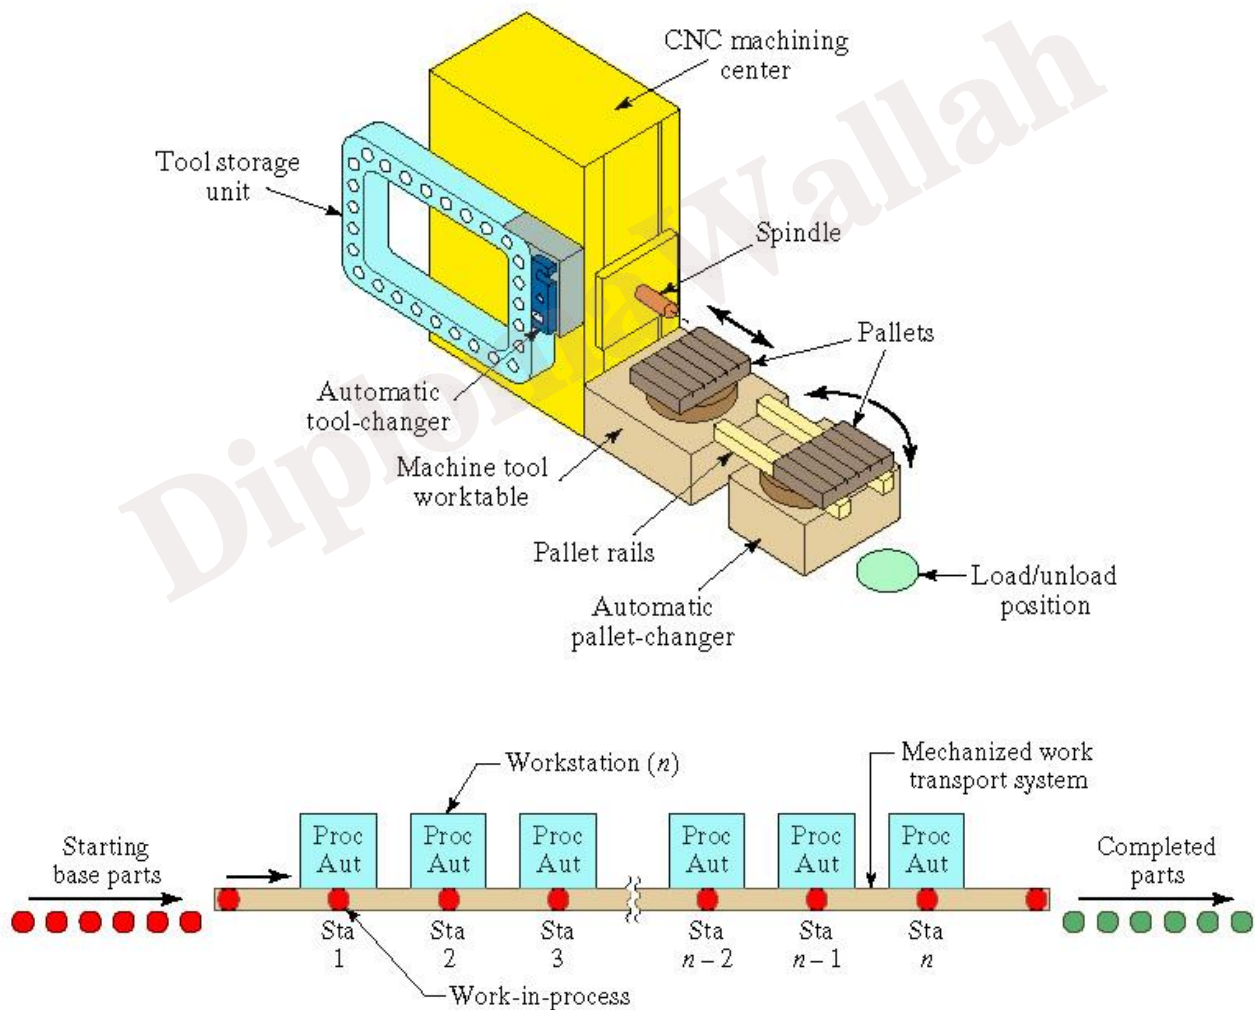 CNC machining
center
Tool storage
unit
Spindle
Pallets
Automatic
tool-changer
Machine tool
worktable
Pallet rails
Load/unload
position
Automatic
pallet-changer
DiplomaWallah
Workstation (n)
Mechanized work
transport system
Starting
base parts
Proc
Aut
Proc
Aut
Proc
Aut
Proc
Aut
Proc
Aut
Proc
Aut
Completed
parts
Sta
1
Sta
2
Sta
3
Sta
n – 2
Sta
n – 1
Sta
n
Work-in-process